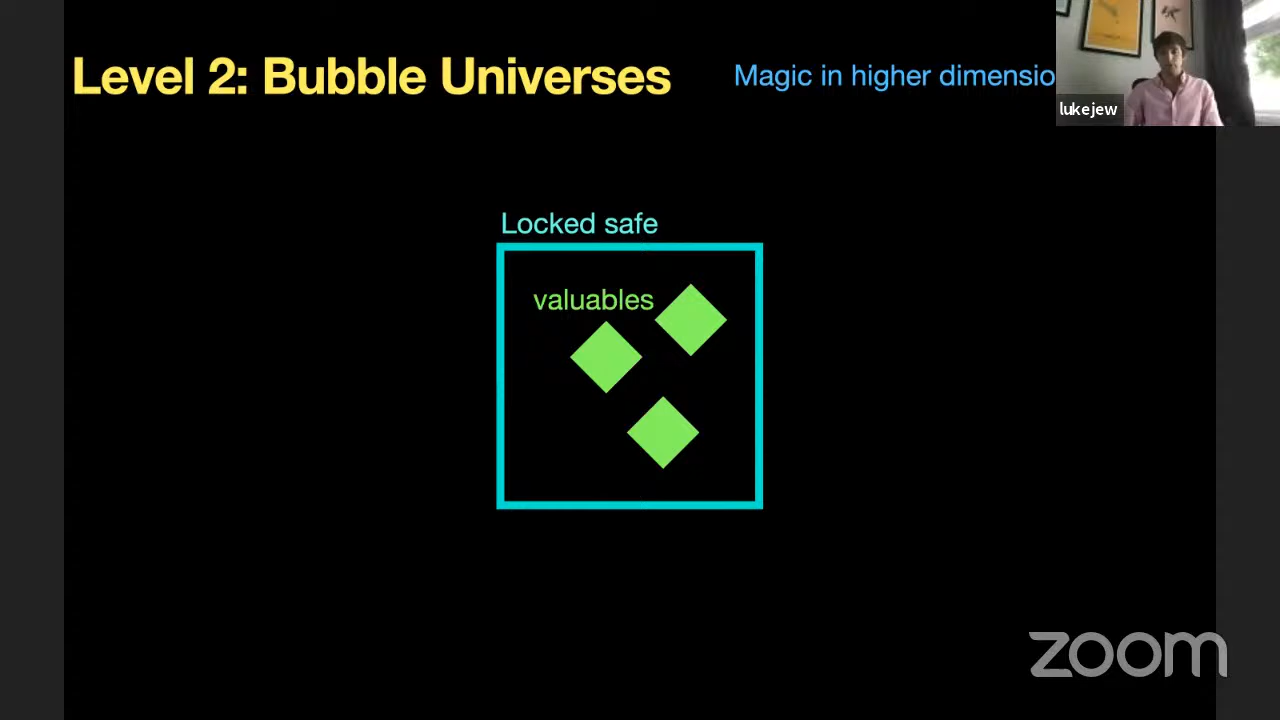 Level 2: Bubble Universes
Magic in higher dimensio
lukejew
Locked safe
valuables
zoom